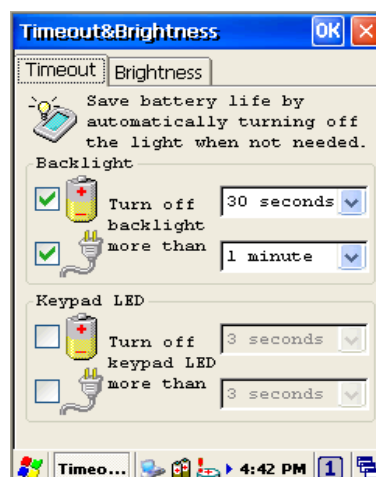 Timeout&Brightness OK
Timeout Brightness
Save battery life by
automatically turning off
the light when not needed.
Backlight
Turn off
backlight
more than
30 seconds
1 minute
Keypad LED
Turn off
keypad LED
more than
3 seconds
3 seconds
Timeo... 4:42 PM 1